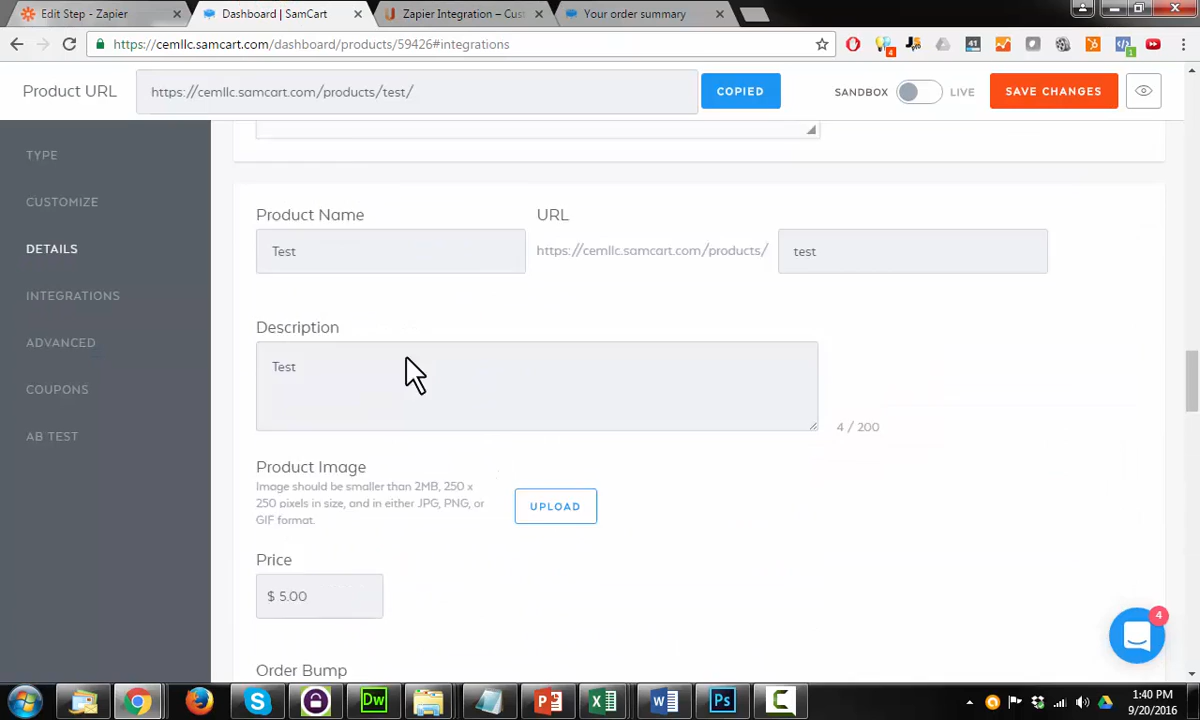 Edit Step - Zapier
Dashboard | SamCart
Zapier Integration – Cust
Your order summary
https://cemllc.samcart.com/dashboard/products/59426#integrations
4
41
1
Product URL
https://cemllc.samcart.com/products/test/
COPIED
SANDBOX
LIVE
SAVE CHANGES
TYPE
CUSTOMIZE
DETAILS
INTEGRATIONS
ADVANCED
COUPONS
AB TEST
Product Name
URL
Test
https://cemllc.samcart.com/products/
test
Description
Test
4 / 200
Product Image
Image should be smaller than 2MB, 250 x
250 pixels in size, and in either JPG, PNG, or
GIF format.
UPLOAD
Price
$ 5.00
4
Order Bump
1:40 PM
9/20/2016